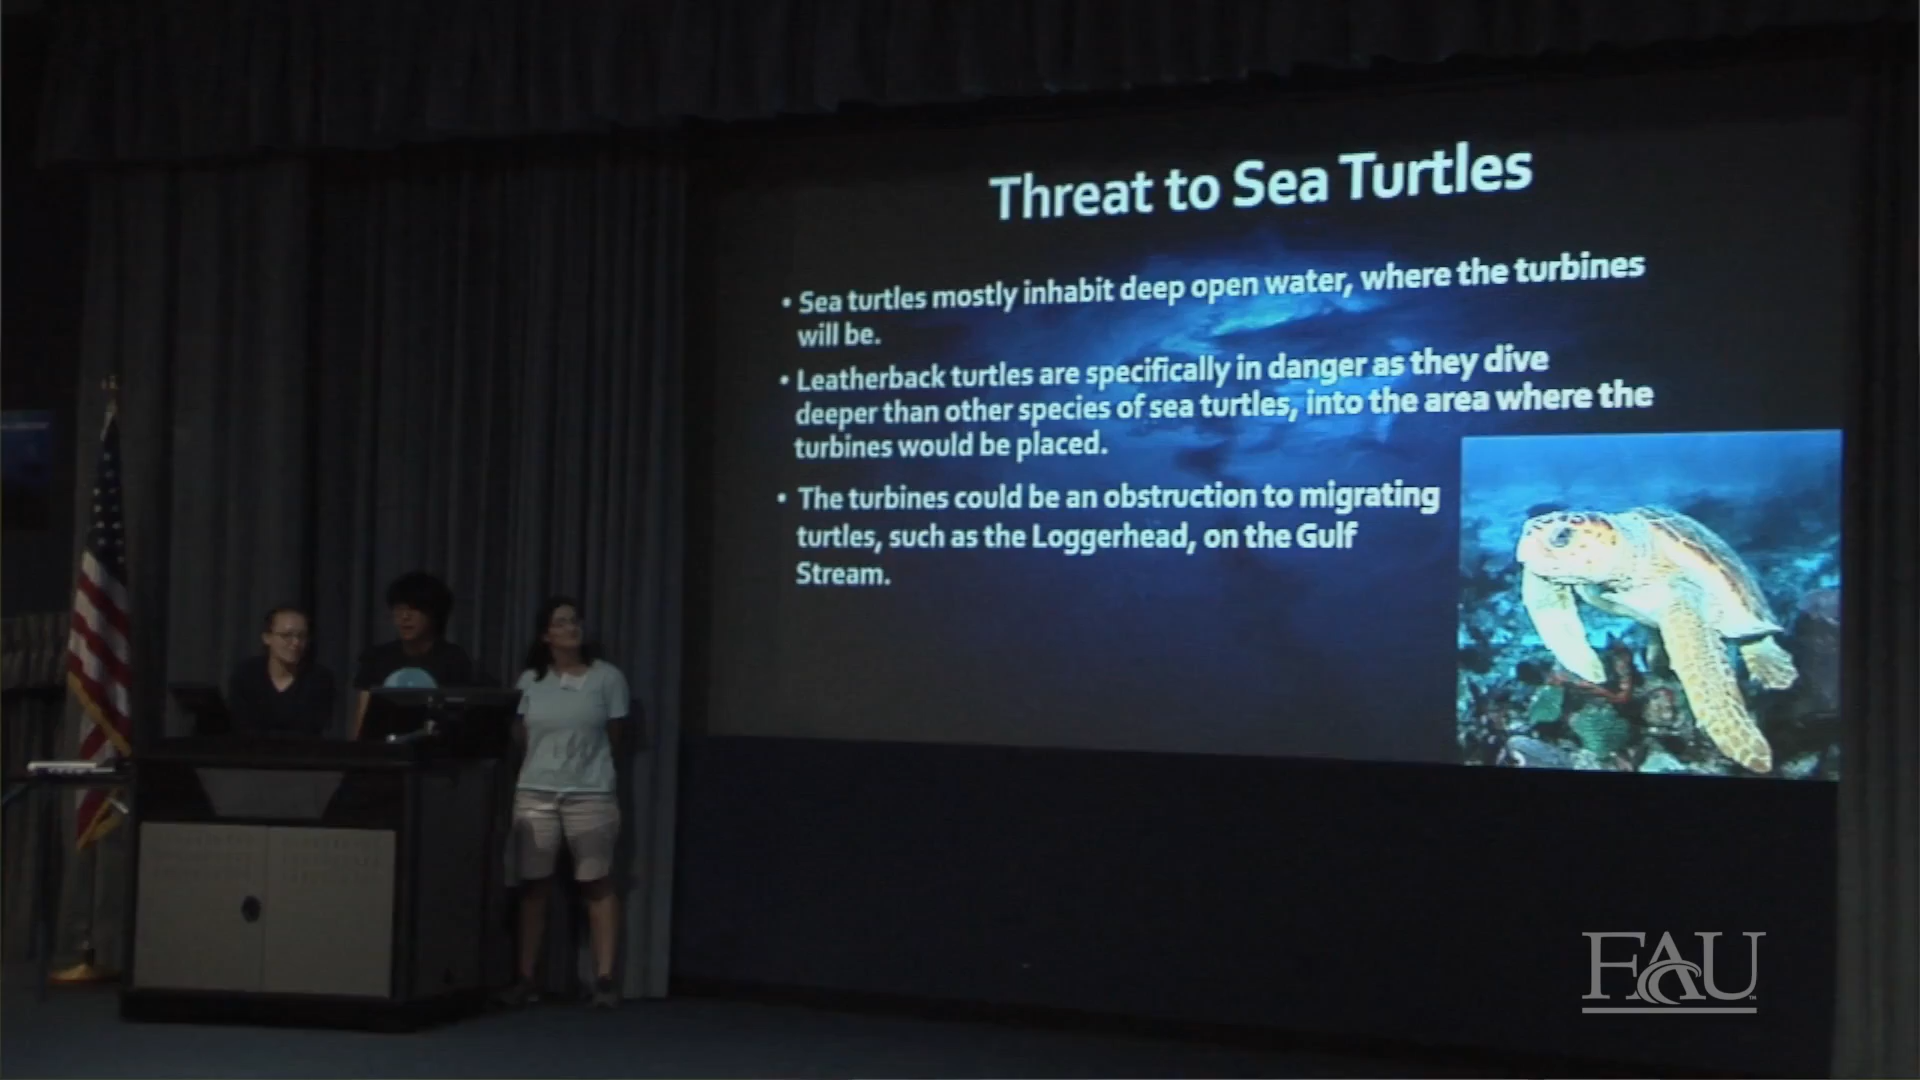 Threat to Sea Turtles
• Sea turtles mostly inhabit deep open water, where the turbines
will be.
• Leatherback turtles are specifically in danger as they dive
deeper than other species of sea turtles, into the area where the
turbines would be placed.
• The turbines could be an obstruction to migrating
turtles, such as the Loggerhead, on the Gulf
Stream.
FAU